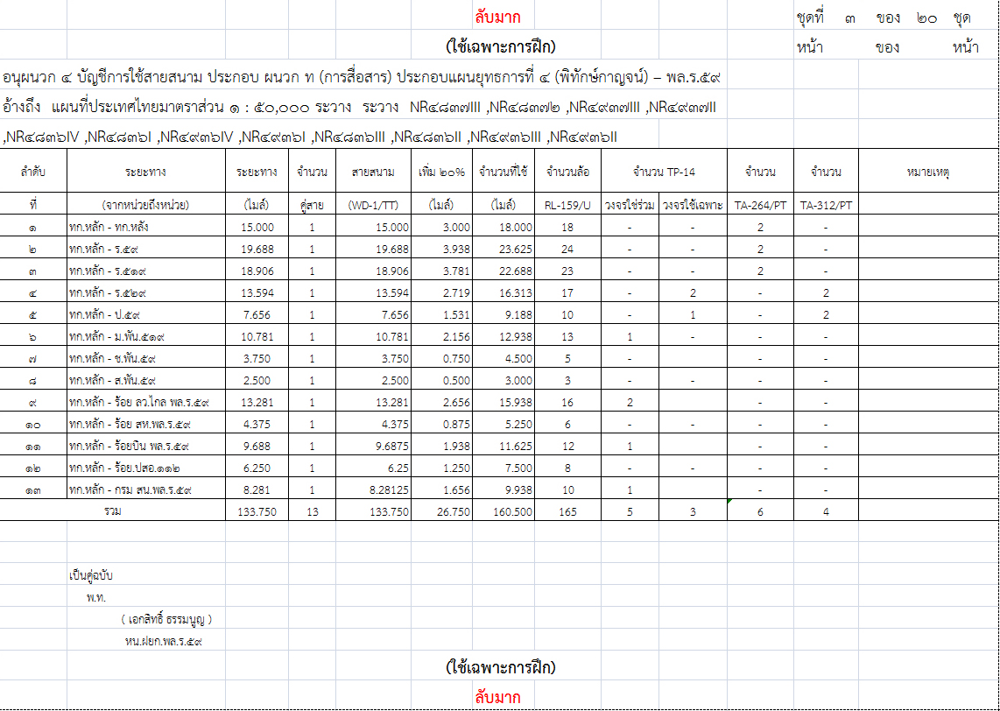 ลับมาก
ชุดที่ ๓ ของ ๒๐ ชุด
(ใช้เฉพาะการฝึก)
หน้า ของ หน้า
อนุผนวก ๔ บัญชีการใช้สายสนาม ประกอบ ผนวก ท (การสื่อสาร) ประกอบแผนยุทธการที่ ๔ (พิทักษ์กาญจน์) – พล.ร.๕๙
อ้างถึง แผนที่ประเทศไทยมาตราส่วน ๑ : ๕๐,๐๐๐ ระวาง ระวาง NR๔๘๓๗III ,NR๔๘๓๗๒ ,NR๔๙๓๗III ,NR๔๙๓๗II
,NR๔๘๓๖IV ,NR๔๘๓๖I ,NR๔๙๓๖IV ,NR๔๙๓๖I ,NR๔๘๓๖III ,NR๔๘๓๖II ,NR๔๙๓๖III ,NR๔๙๓๖II
ลำดับ ระยะทาง ระยะทาง จำนวน สายสนาม เพิ่ม ๒๐% จำนวนที่ใช้ จำนวนล้อ จำนวน TP-14 จำนวน จำนวน หมายเหตุ
ที่ (จากหน่วยถึงหน่วย) (ไมล์) คู่สาย (WD-1/TT) (ไมล์) (ไมล์) RL-159/U วงจรใช้ร่วม วงจรใช้เฉพาะ TA-264/PT TA-312/PT
๑ ทก.หลัก - ทก.หลัง 15.000 1 15.000 3.000 18.000 18 - - 2 -
๒ ทก.หลัก - ร.๕๙ 19.688 1 19.688 3.938 23.625 24 - - 2 -
๓ ทก.หลัก - ร.๕๑๙ 18.906 1 18.906 3.781 22.688 23 - - 2 -
๔ ทก.หลัก - ร.๕๒๙ 13.594 1 13.594 2.719 16.313 17 - 2 - 2
๕ ทก.หลัก - ป.๕๙ 7.656 1 7.656 1.531 9.188 10 - 1 - 2
๖ ทก.หลัก - ม.พัน.๕๑๙ 10.781 1 10.781 2.156 12.938 13 1 - - -
๗ ทก.หลัก - ช.พัน.๕๙ 3.750 1 3.750 0.750 4.500 5 - - -
๘ ทก.หลัก - ส.พัน.๕๙ 2.500 1 2.500 0.500 3.000 3 - - - -
๙ ทก.หลัก - ร้อย ลว.ไกล พล.ร.๕๙ 13.281 1 13.281 2.656 15.938 16 2 - -
๑๐ ทก.หลัก - ร้อย สห.พล.ร.๕๙ 4.375 1 4.375 0.875 5.250 6 - - - -
๑๑ ทก.หลัก - ร้อยบิน พล.ร.๕๙ 9.688 1 9.6875 1.938 11.625 12 1 - -
๑๒ ทก.หลัก - ร้อย.ปสอ.๑๑๒ 6.250 1 6.25 1.250 7.500 8 - - - -
๑๓ ทก.หลัก - กรม สน.พล.ร.๕๙ 8.281 1 8.28125 1.656 9.938 10 1 - -
รวม 133.750 13 133.750 26.750 160.500 165 5 3 6 4
เป็นคู่ฉบับ
พ.ท.
( เอกสิทธิ์ ธรรมนูญ )
หน.ฝยก.พล.ร.๕๙
(ใช้เฉพาะการฝึก)
ลับมาก